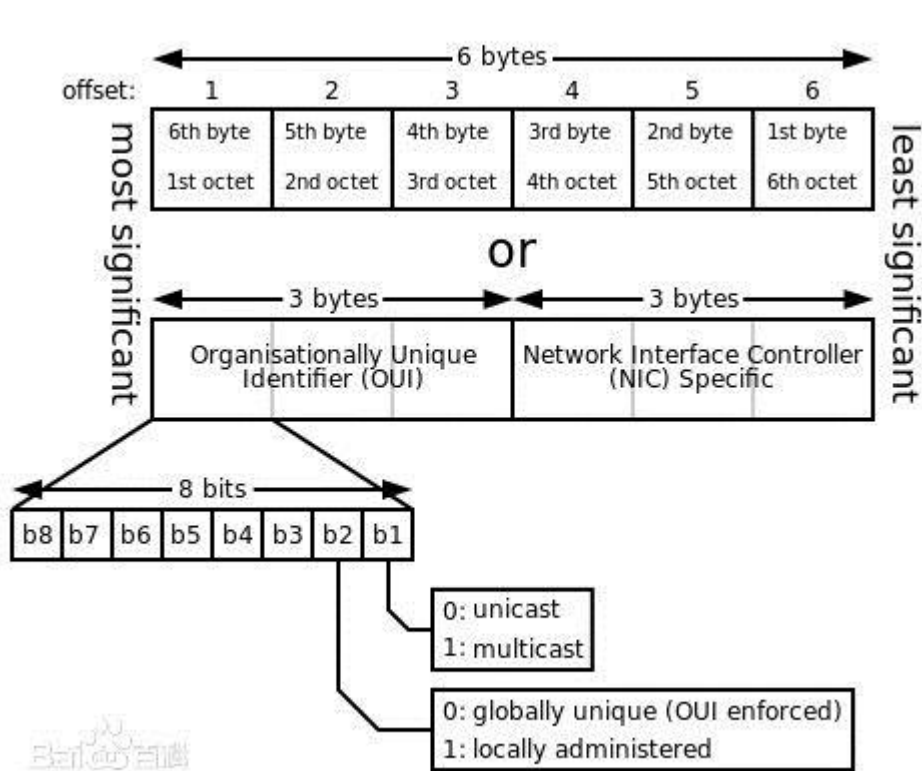 6 bytes
offset: 1 2 3 4 5 6
most significant
least significant
6th byte 5th byte 4th byte 3rd byte 2nd byte 1st byte
1st octet 2nd octet 3rd octet 4th octet 5th octet 6th octet
or
3 bytes 3 bytes
Organisationally Unique
Identifier (OUI)
Network Interface Controller
(NIC) Specific
8 bits
b8 b7 b6 b5 b4 b3 b2 b1
0: unicast
1: multicast
0: globally unique (OUI enforced)
1: locally administered
Baidu百科